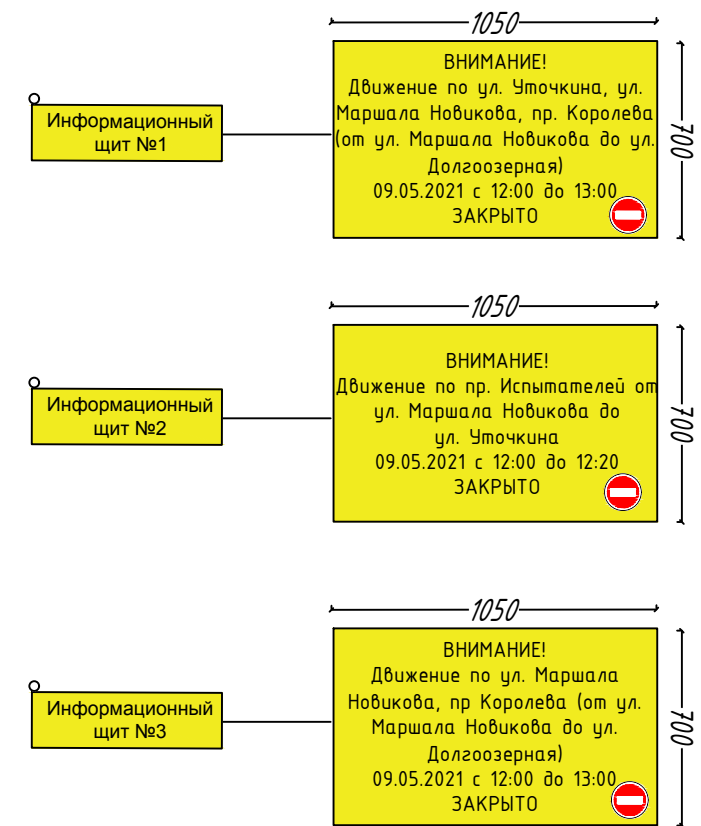 1050
ВНИМАНИЕ!
Движение по ул. Уточкина, ул.
Маршала Новикова, пр. Королева
(от ул. Маршала Новикова до ул.
Долгоозерная)
09.05.2021 с 12:00 до 13:00
ЗАКРЫТО
700
Информационный
щит №1
1050
ВНИМАНИЕ!
Движение по пр. Испытателей от
ул. Маршала Новикова до
ул. Уточкина
09.05.2021 с 12:00 до 12:20
ЗАКРЫТО
700
Информационный
щит №2
1050
ВНИМАНИЕ!
Движение по ул. Маршала
Новикова, пр Королева (от ул.
Маршала Новикова до ул.
Долгоозерная)
09.05.2021 с 12:00 до 13:00
ЗАКРЫТО
700
Информационный
щит №3